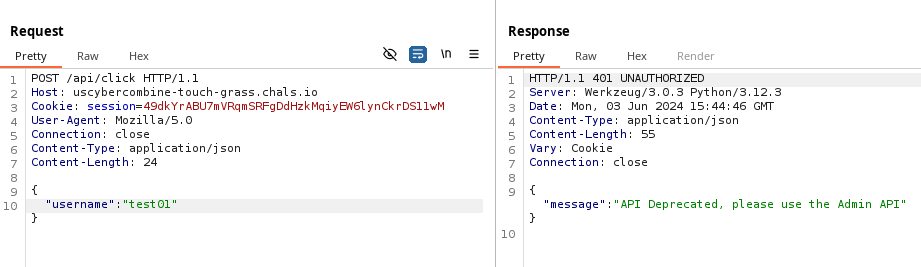 Request
Pretty Raw Hex
\n
1 POST /api/click HTTP/1.1
2 Host: uscybercombine-touch-grass.chals.io
3 Cookie: session=49dkYrABU7mVRqmSRFgDdHzkMqiyEW6lynCkrDS11wM
4 User-Agent: Mozilla/5.0
5 Connection: close
6 Content-Type: application/json
7 Content-Length: 24
8
9 {
10 "username":"test01"
}
Response
Pretty Raw Hex Render
1 HTTP/1.1 401 UNAUTHORIZED
2 Server: Werkzeug/3.0.3 Python/3.12.3
3 Date: Mon, 03 Jun 2024 15:44:46 GMT
4 Content-Type: application/json
5 Content-Length: 55
6 Vary: Cookie
7 Connection: close
8
9 {
"message":"API Deprecated, please use the Admin API"
}
10